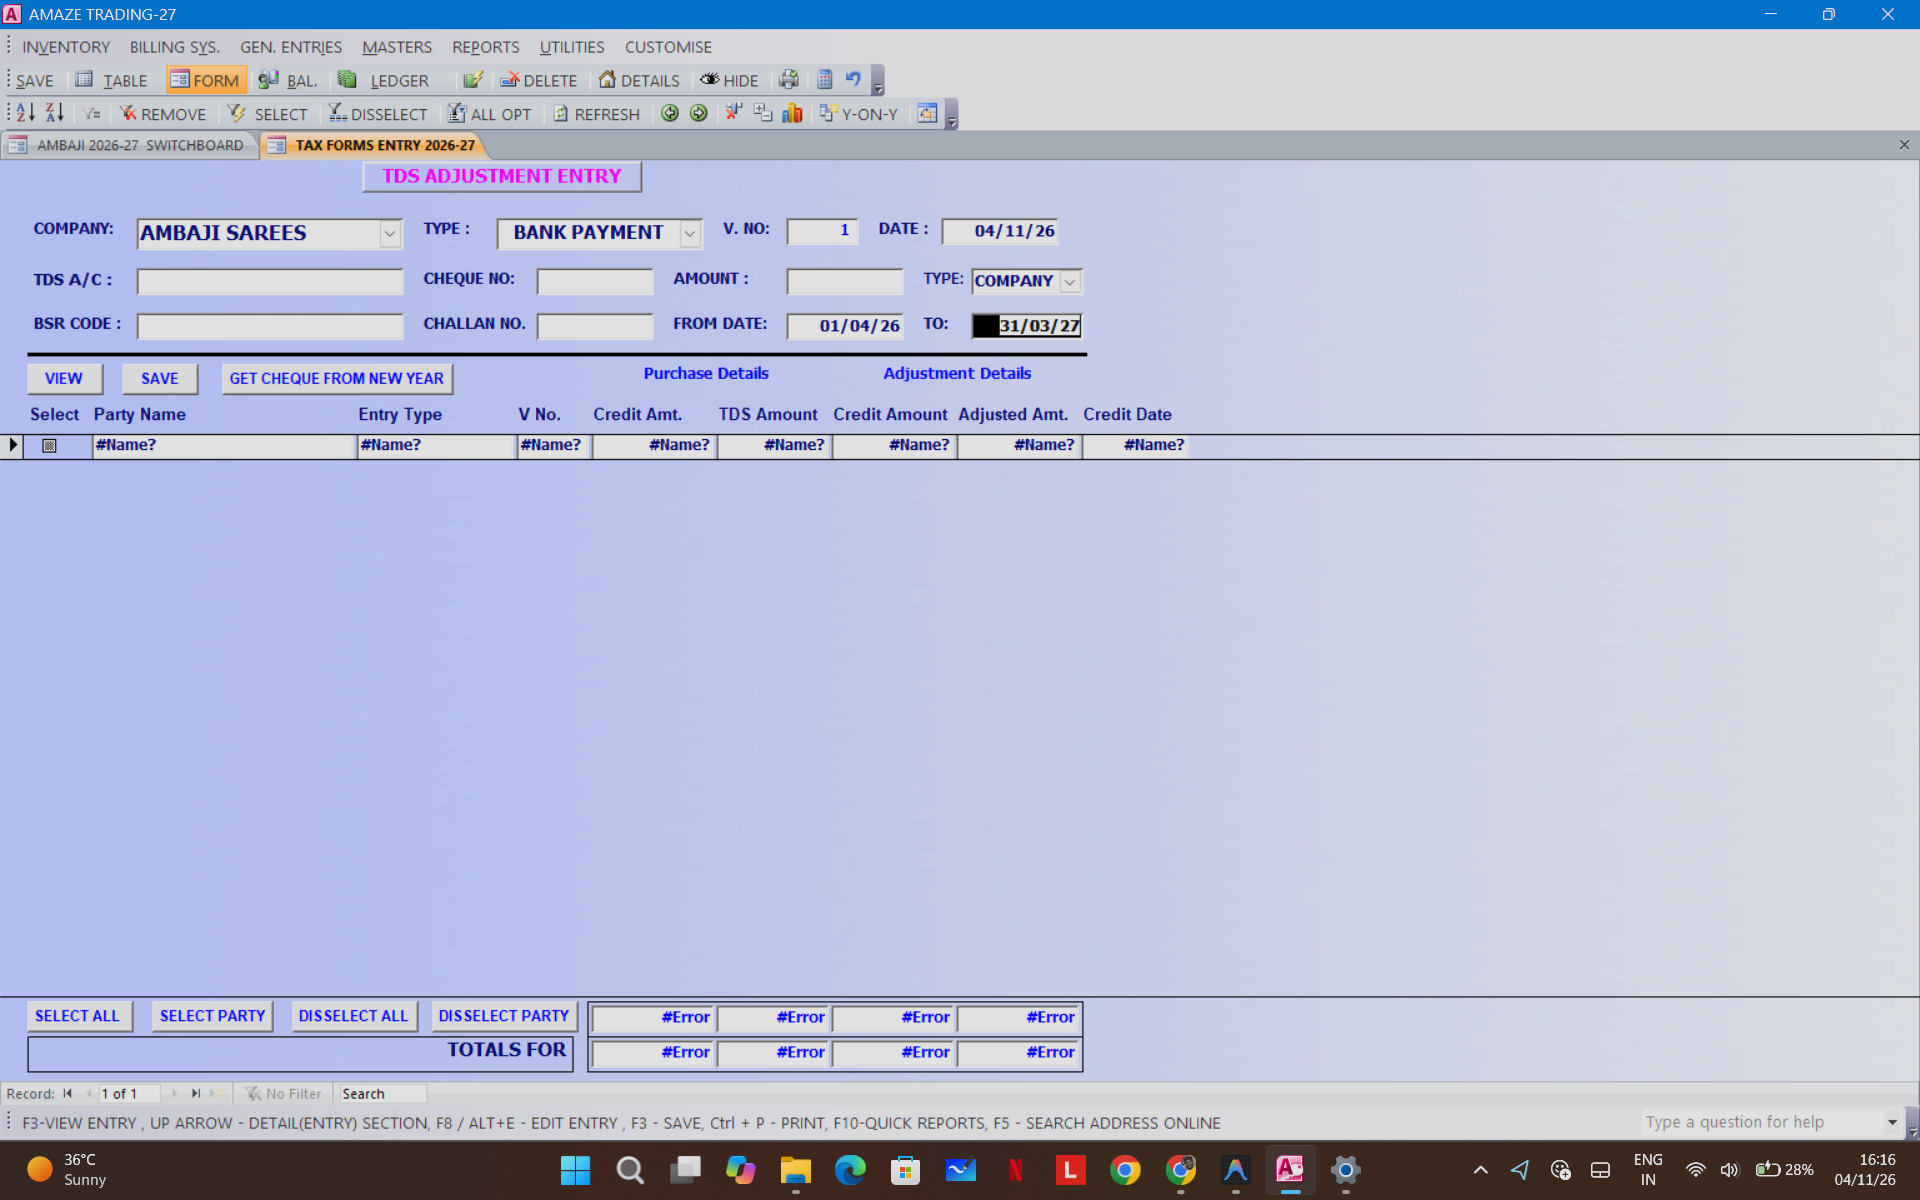 AMAZE TRADING-27
INVENTORY BILLING SYS. GEN. ENTRIES MASTERS REPORTS UTILITIES CUSTOMISE
SAVE TABLE FORM BAL. LEDGER DELETE DETAILS HIDE
REMOVE SELECT DISSELECT ALL OPT REFRESH Y-ON-Y
AMBAJI 2026-27 SWITCHBOARD TAX FORMS ENTRY 2026-27
TDS ADJUSTMENT ENTRY
COMPANY: AMBAJI SAREES TYPE : BANK PAYMENT V. NO: 1 DATE : 04/11/26
TDS A/C : CHEQUE NO: AMOUNT : TYPE: COMPANY
BSR CODE : CHALLAN NO. FROM DATE: 01/04/26 TO: 31/03/27
VIEW SAVE GET CHEQUE FROM NEW YEAR Purchase Details Adjustment Details
Select Party Name Entry Type V No. Credit Amt. TDS Amount Credit Amount Adjusted Amt. Credit Date
#Name? #Name? #Name? #Name? #Name? #Name? #Name? #Name?
SELECT ALL SELECT PARTY DISSELECT ALL DISSELECT PARTY #Error #Error #Error #Error
TOTALS FOR #Error #Error #Error #Error
Record: 1 of 1 No Filter Search
F3-VIEW ENTRY , UP ARROW - DETAIL(ENTRY) SECTION, F8 / ALT+E - EDIT ENTRY , F3 - SAVE, Ctrl + P - PRINT, F10-QUICK REPORTS, F5 - SEARCH ADDRESS ONLINE Type a question for help
36°C
Sunny
ENG
IN
28%
16:16
04/11/26